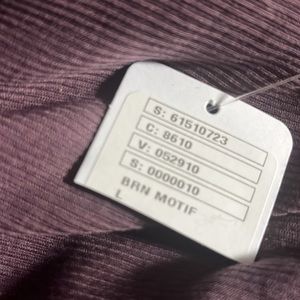 S: 61510723
C: 8610
V: 052910
S: 0000010
BRN MOTIF
L